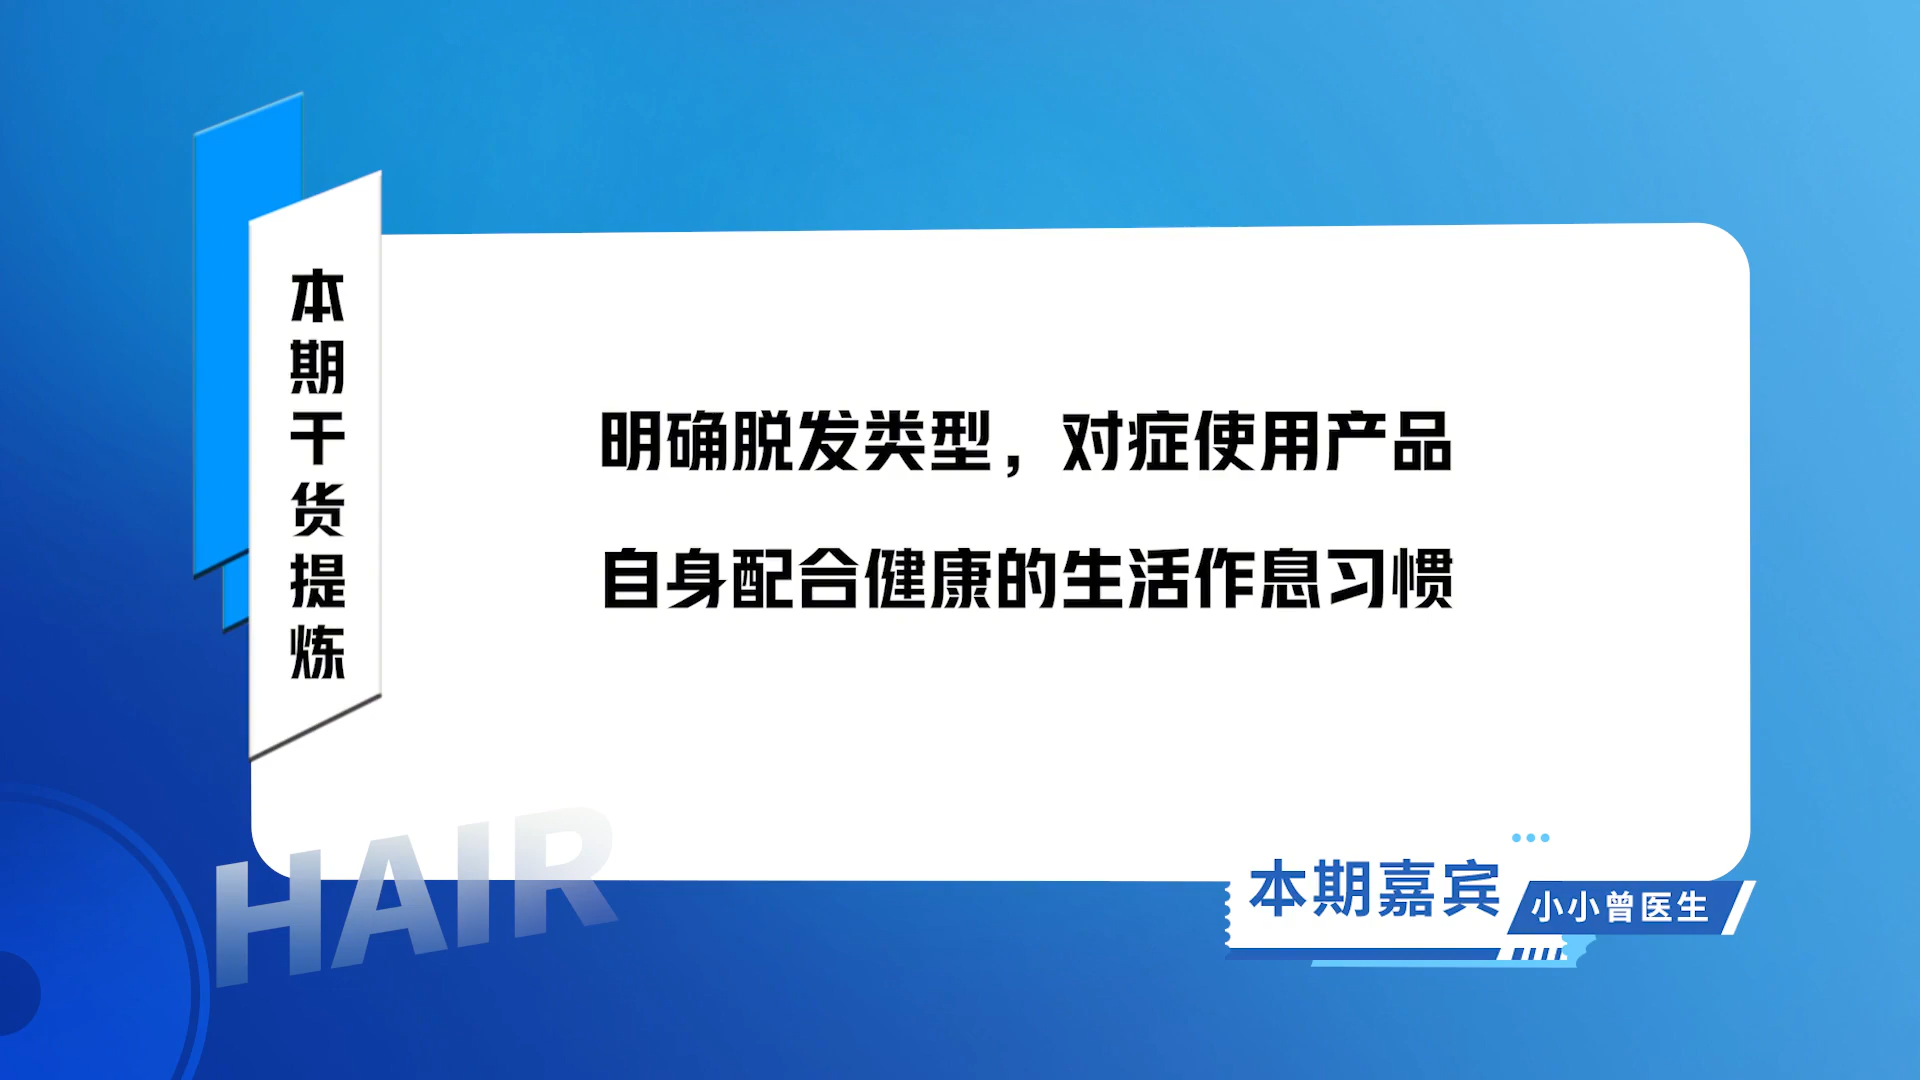 本期干货提炼
明确脱发类型，对症使用产品
自身配合健康的生活作息习惯
HAIR
本期嘉宾
小小曾医生